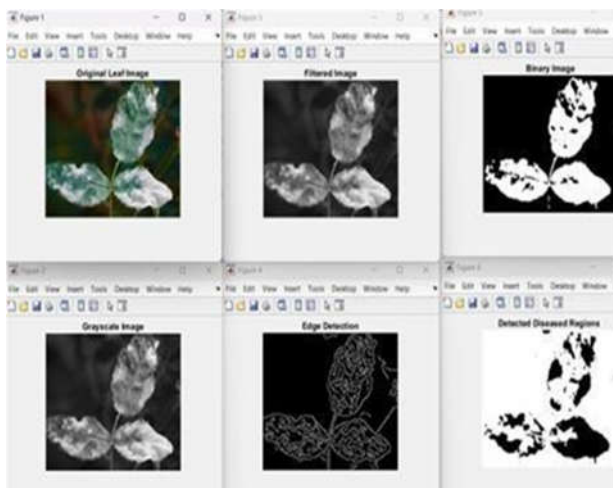 Figure 1
File Edit View Insert Tools Desktop Window Help
Original Leaf Image
Figure 3
File Edit View Insert Tools Desktop Window Help
Filtered Image
File Edit View Insert Tools Desktop Window
Binary Image
Figure 2
File Edit View Insert Tools Desktop Window Help
Grayscale Image
Figure 4
File Edit View Insert Tools Desktop Window Help
Edge Detection
File Edit View Insert Tools Desktop Window
Detected Diseased Regions